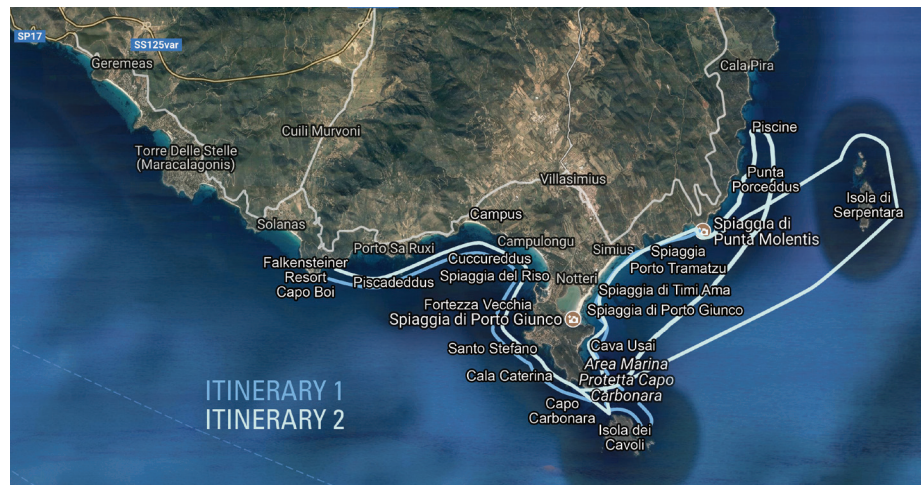 SP17
SS125var
Geremeas
Cala Pira
Cuili Murvoni
Piscine
Torre Delle Stelle
(Maracalagonis)
Villasimius
Punta
Porceddus
Isola di
Serpentara
Solanas
Campus
Spiaggia di
Punta Molentis
Porto Sa Ruxi
Campulongu
Simius
Spiaggia
Porto Tramatzu
Falkensteiner
Resort
Capo Boi
Cuccureddus
Piscadeddus
Spiaggia del Riso
Notteri
Spiaggia di Timi Ama
Fortezza Vecchia
Spiaggia di Porto Giunco
Spiaggia di Porto Giunco
Santo Stefano
Cava Usai
Area Marina
Protetta Capo
Carbonara
Cala Caterina
ITINERARY 1
ITINERARY 2
Capo
Carbonara
Isola dei
Cavoli